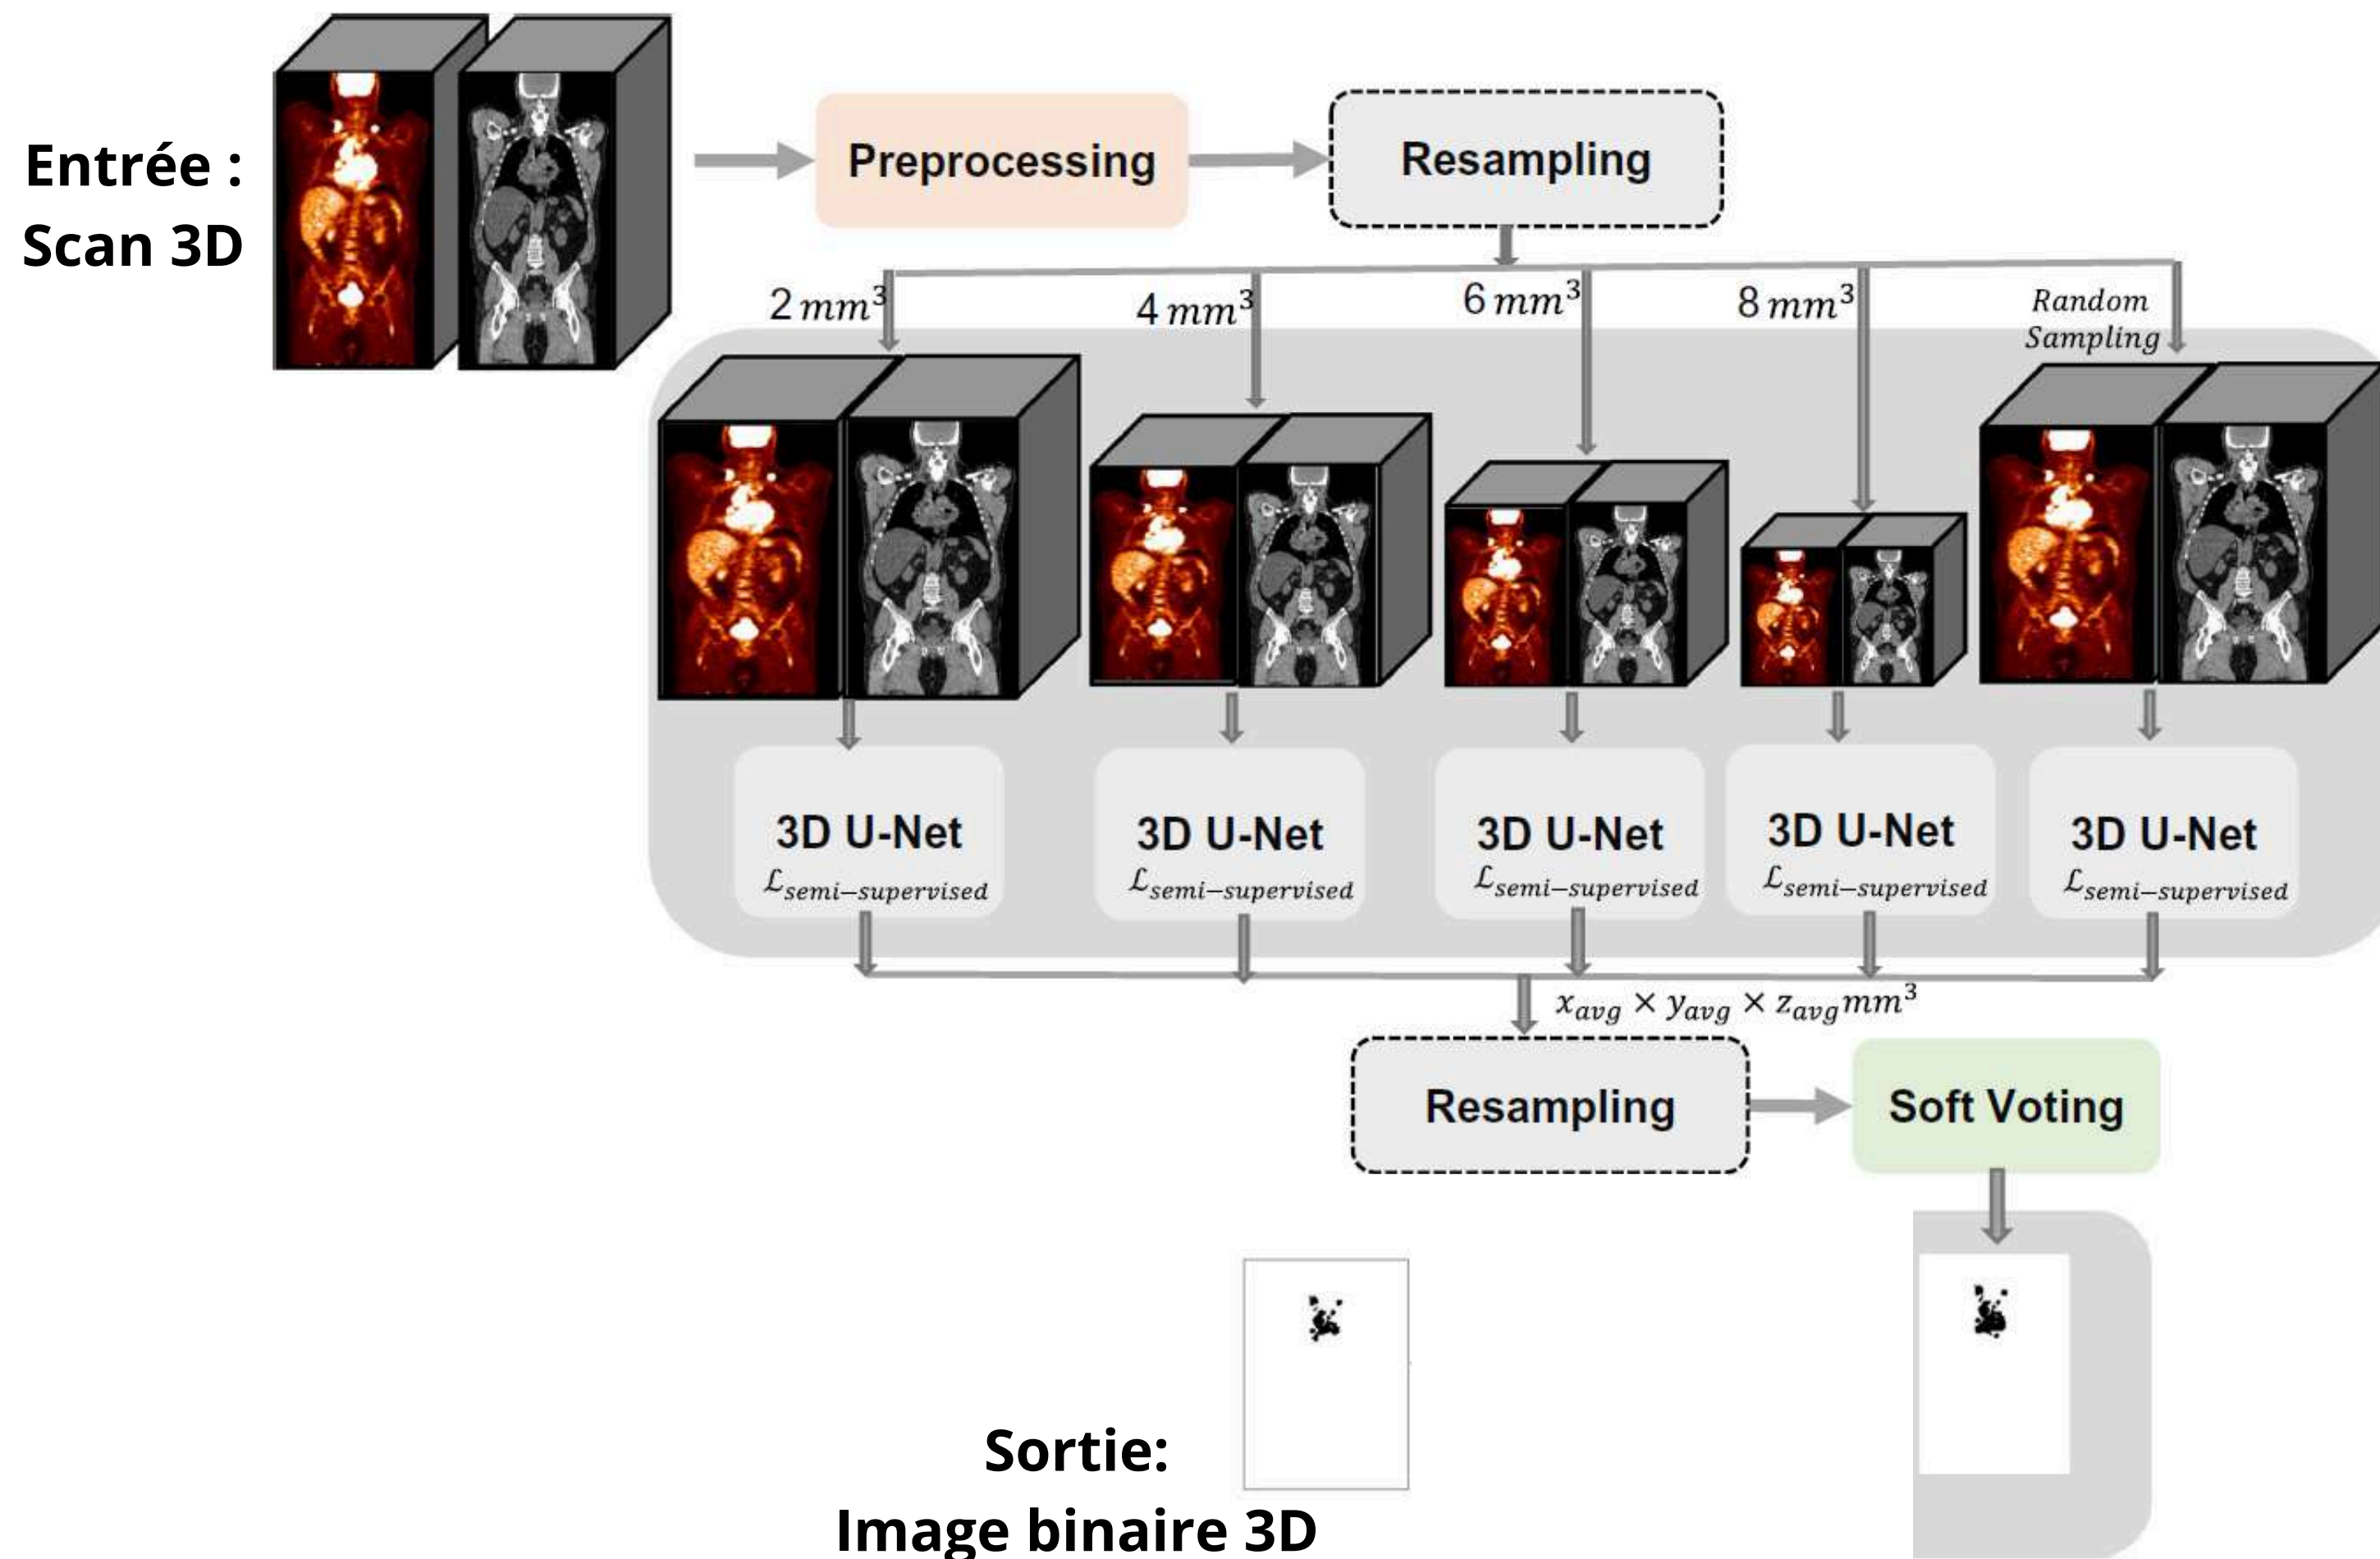 Entrée :
Scan 3D
Preprocessing
Resampling
2 mm³
4 mm³
6 mm³
8 mm³
Random
Sampling
3D U-Net
ℒsemi−supervised
3D U-Net
ℒsemi−supervised
3D U-Net
ℒsemi−supervised
3D U-Net
ℒsemi−supervised
3D U-Net
ℒsemi−supervised
xavg × yavg × zavg mm³
Resampling
Soft Voting
Sortie:
Image binaire 3D